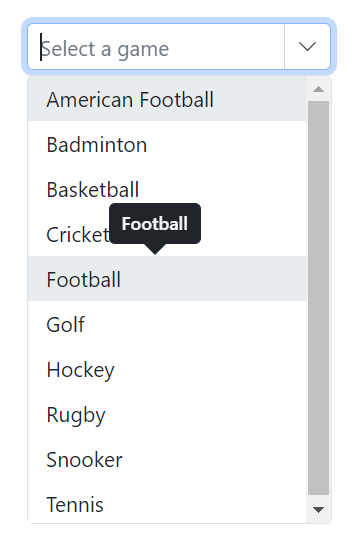 Select a game
American Football
Badminton
Basketball
Cricket
Football
Football
Golf
Hockey
Rugby
Snooker
Tennis